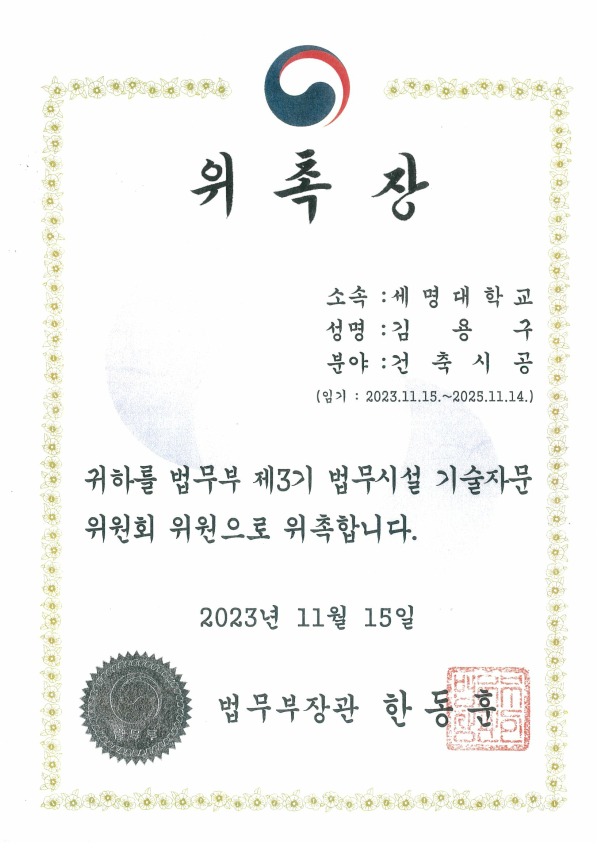 위 촉 장
소속 : 세 명 대 학 교
성명 : 김 용 구
분야 : 건 축 시 공
(임기 : 2023.11.15.~2025.11.14.)
귀하를 법무부 제3기 법무시설 기술자문
위원회 위원으로 위촉합니다.
2023년 11월 15일
법무부장관 한 동 훈
법무부